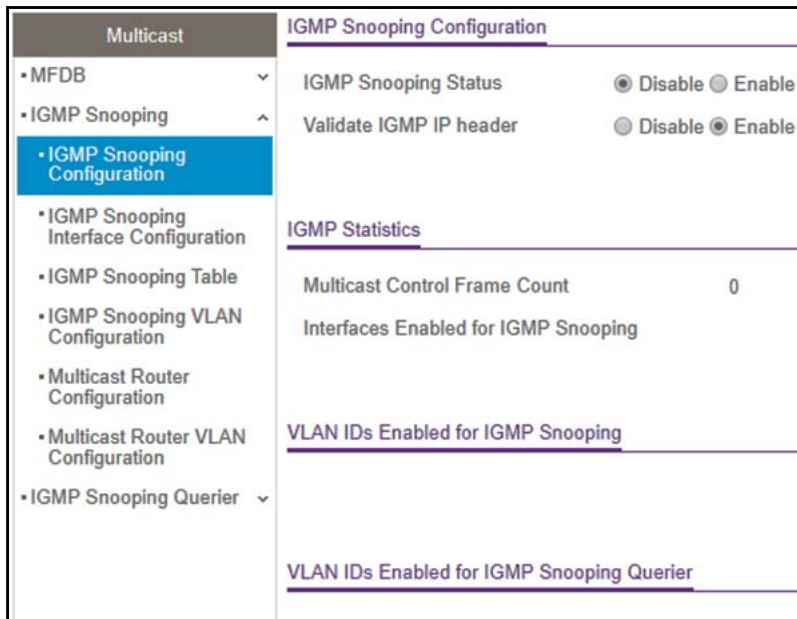 Multicast
MFDB
IGMP Snooping
IGMP Snooping
Configuration
IGMP Snooping
Interface Configuration
IGMP Snooping Table
IGMP Snooping VLAN
Configuration
Multicast Router
Configuration
Multicast Router VLAN
Configuration
IGMP Snooping Querier
IGMP Snooping Configuration
IGMP Snooping Status Disable Enable
Validate IGMP IP header Disable Enable
IGMP Statistics
Multicast Control Frame Count 0
Interfaces Enabled for IGMP Snooping
VLAN IDs Enabled for IGMP Snooping
VLAN IDs Enabled for IGMP Snooping Querier